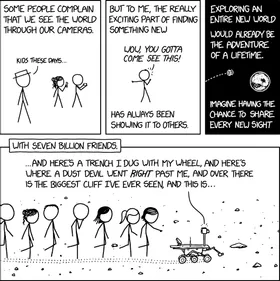 SOME PEOPLE COMPLAIN
THAT WE SEE THE WORLD
THROUGH OUR CAMERAS.
KIDS THESE DAYS...
BUT TO ME, THE REALLY
EXCITING PART OF FINDING
SOMETHING NEW
WOW, YOU GOTTA
COME SEE THIS!
HAS ALWAYS BEEN
SHOWING IT TO OTHERS.
EXPLORING AN
ENTIRE NEW WORLD
WOULD ALREADY BE
THE ADVENTURE
OF A LIFETIME.
IMAGINE HAVING THE
CHANCE TO SHARE
EVERY NEW SIGHT
WITH SEVEN BILLION FRIENDS.
...AND HERE'S A TRENCH I DUG WITH MY WHEEL, AND HERE'S
WHERE A DUST DEVIL WENT RIGHT PAST ME, AND OVER THERE
IS THE BIGGEST CLIFF I'VE EVER SEEN, AND THIS IS...